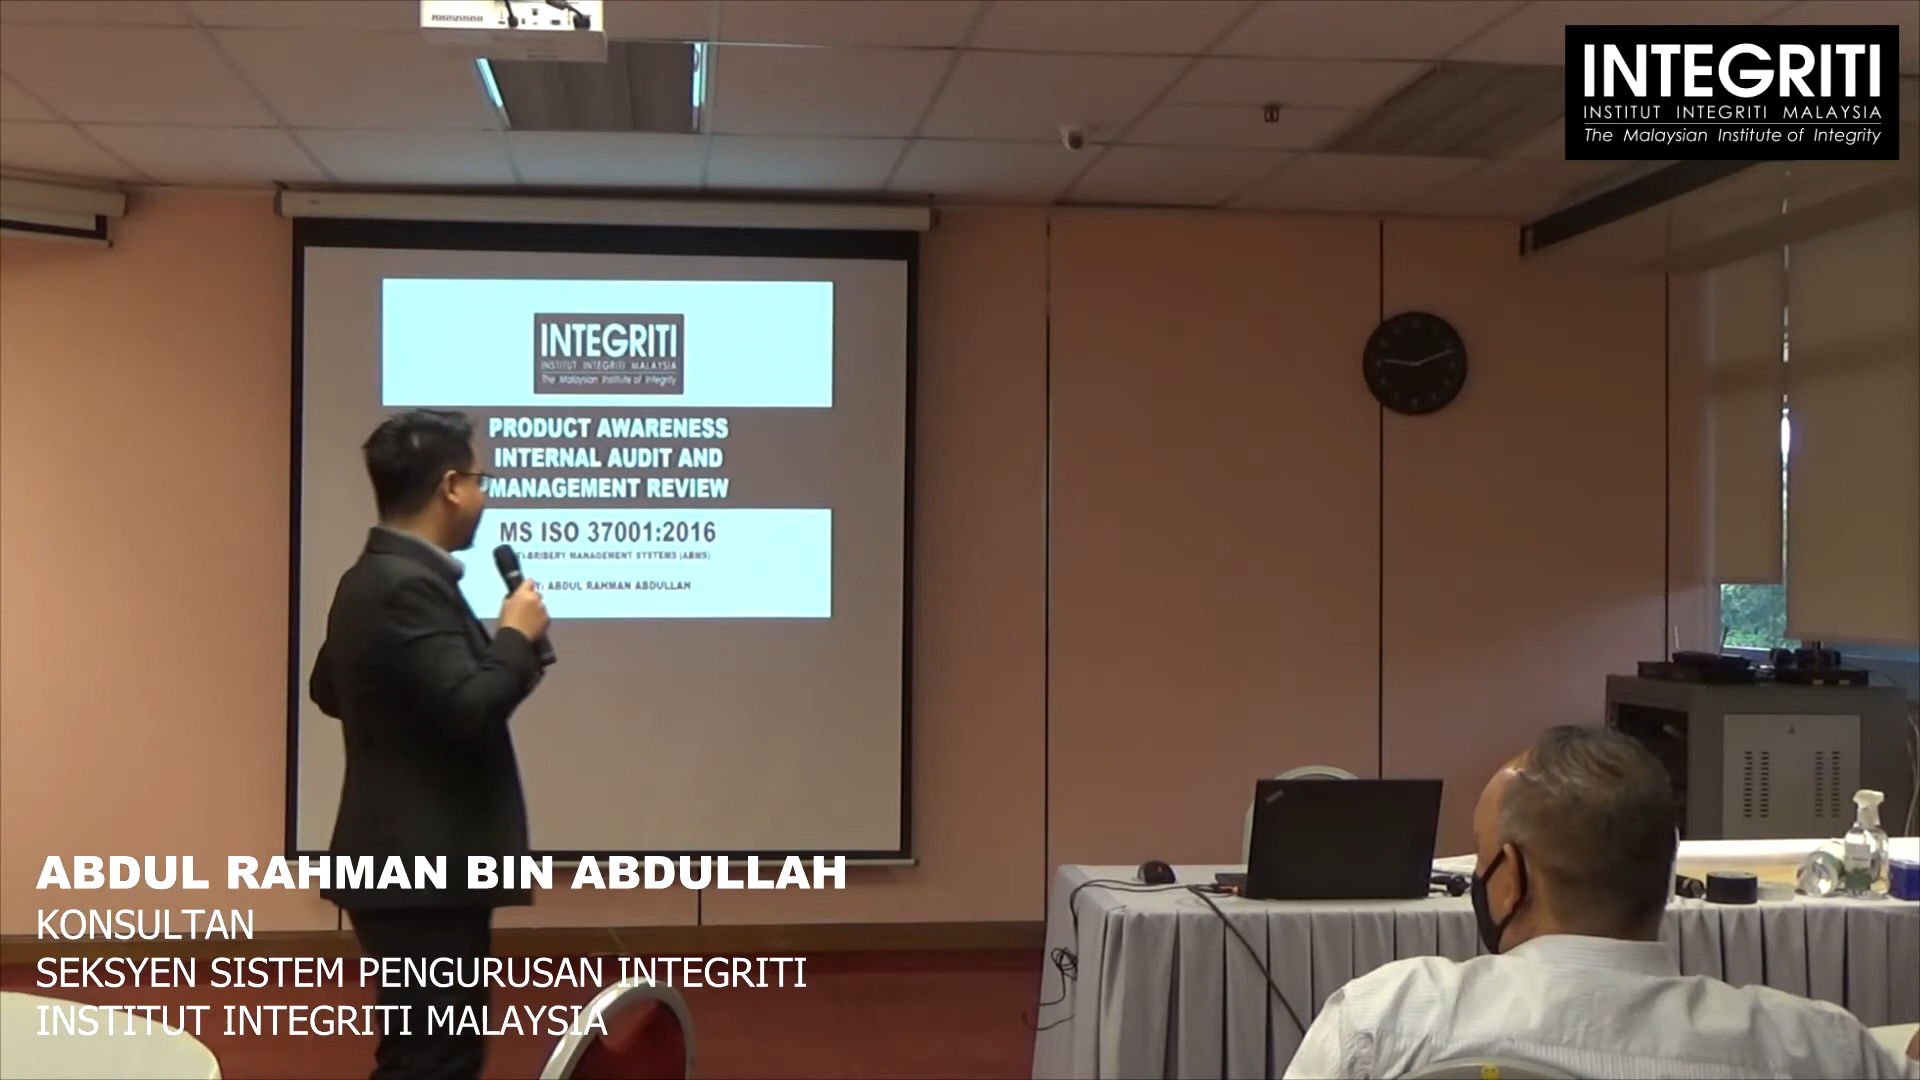 INTEGRITI
INSTITUT INTEGRITI MALAYSIA
The Malaysian Institute of Integrity
INTEGRITI
INSTITUT INTEGRITI MALAYSIA
The Malaysian Institute of Integrity
PRODUCT AWARENESS
INTERNAL AUDIT AND
MANAGEMENT REVIEW
MS ISO 37001:2016
BRIBERY MANAGEMENT SYSTEMS (ABMS)
ABDUL RAHMAN ABDULLAH
ABDUL RAHMAN BIN ABDULLAH
KONSULTAN
SEKSYEN SISTEM PENGURUSAN INTEGRITI
INSTITUT INTEGRITI MALAYSIA